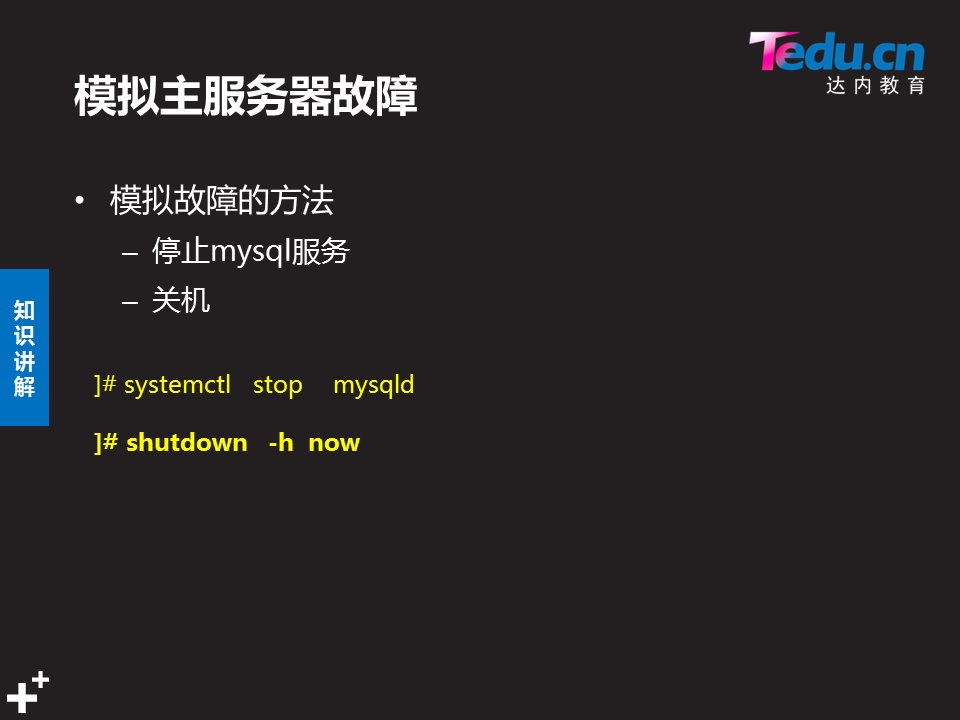 Tedu.cn
达内教育
模拟主服务器故障
• 模拟故障的方法
– 停止mysql服务
– 关机
知识讲解
]# systemctl stop mysqld
]# shutdown -h now